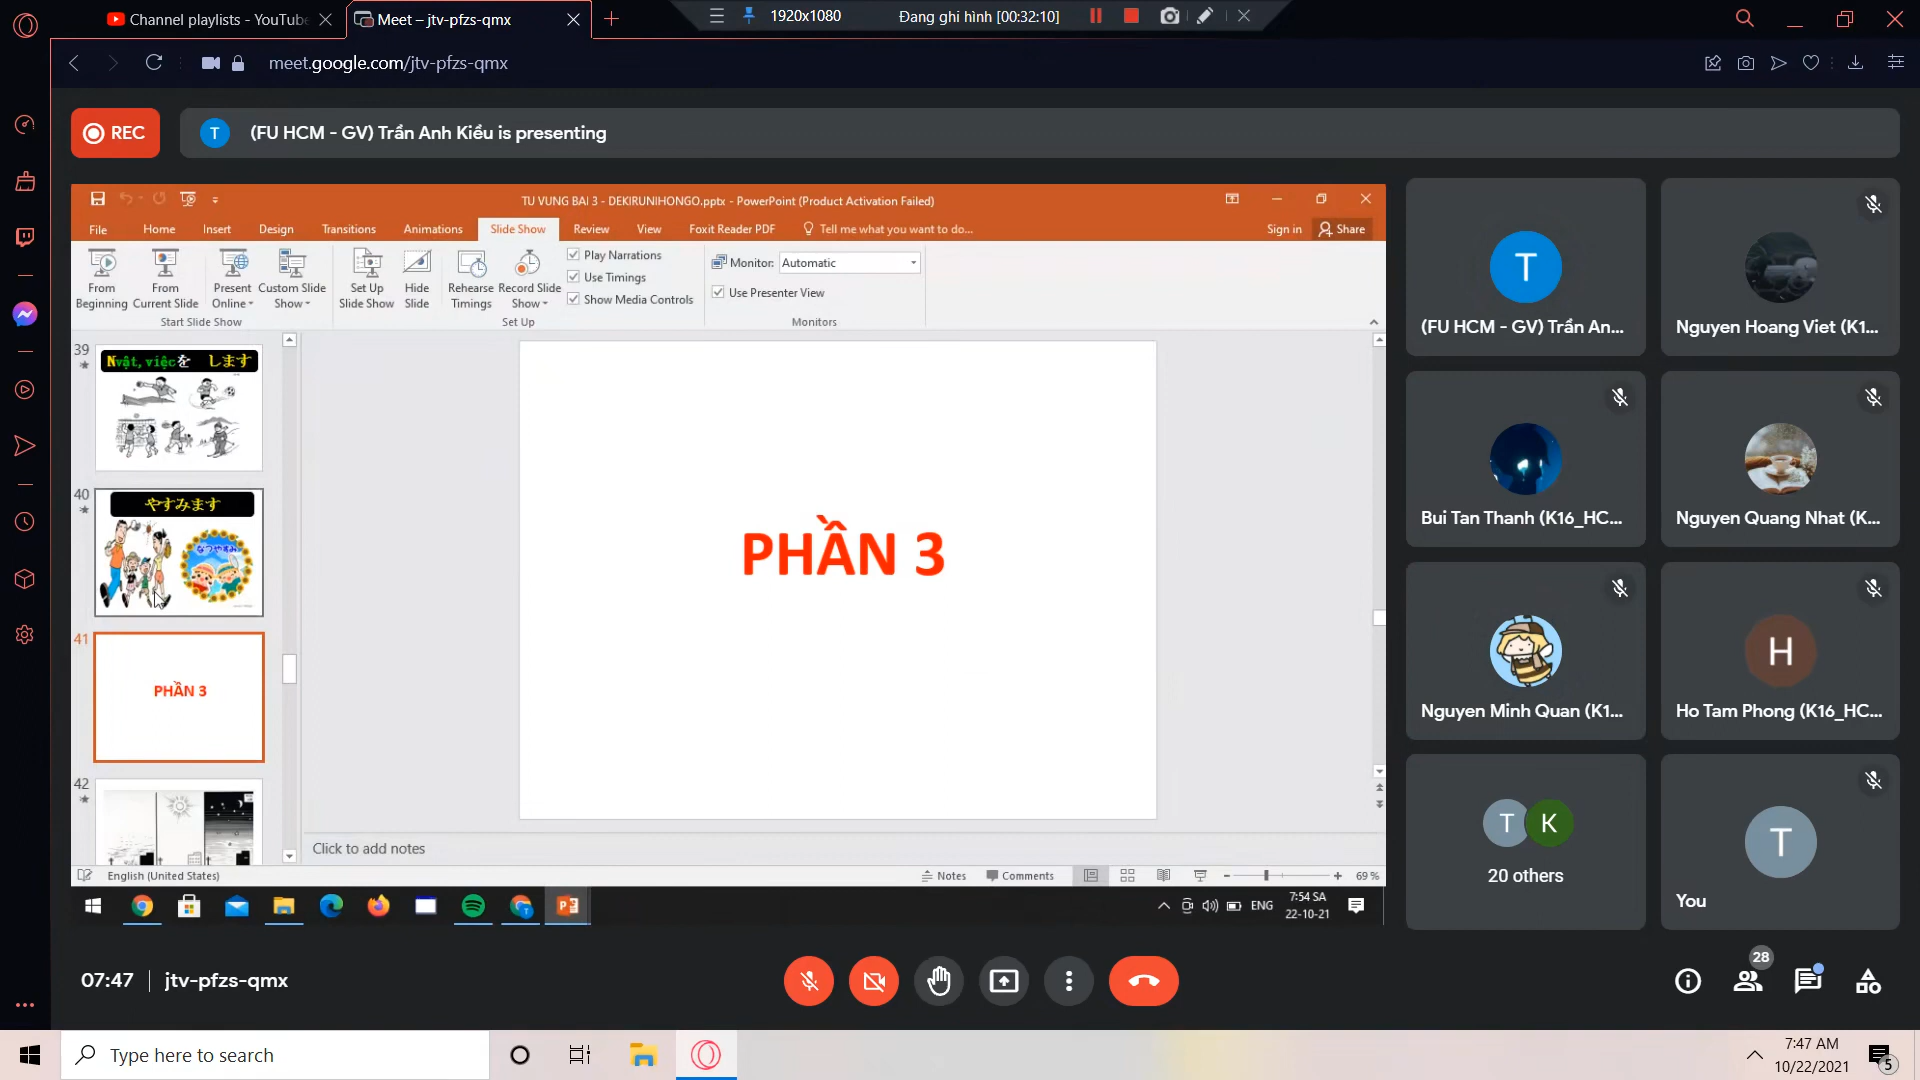 Channel playlists - YouTube
Meet – jtv-pfzs-qmx
1920x1080
Đang ghi hình [00:32:10]
meet.google.com/jtv-pfzs-qmx
REC
T
(FU HCM - GV) Trần Anh Kiều is presenting
TU VUNG BAI 3 - DEKIRUNIHONGO.pptx - PowerPoint (Product Activation Failed)
File
Home
Insert
Design
Transitions
Animations
Slide Show
Review
View
Foxit Reader PDF
Tell me what you want to do...
Sign in
Share
From Beginning
From Current Slide
Present Online
Custom Slide Show
Set Up Slide Show
Hide Slide
Rehearse Timings
Record Slide Show
Play Narrations
Use Timings
Show Media Controls
Monitor: Automatic
Use Presenter View
Start Slide Show
Set Up
Monitors
39
Nvật,việcを します
40
やすみます
なつやすみ
41
PHẦN 3
42
PHẦN 3
Click to add notes
English (United States)
Notes
Comments
69 %
ENG
7:54 SA
22-10-21
T
(FU HCM - GV) Trần An...
Nguyen Hoang Viet (K1...
Bui Tan Thanh (K16_HC...
Nguyen Quang Nhat (K...
Nguyen Minh Quan (K1...
H
Ho Tam Phong (K16_HC...
T
K
20 others
T
You
07:47
jtv-pfzs-qmx
28
Type here to search
7:47 AM
10/22/2021
5